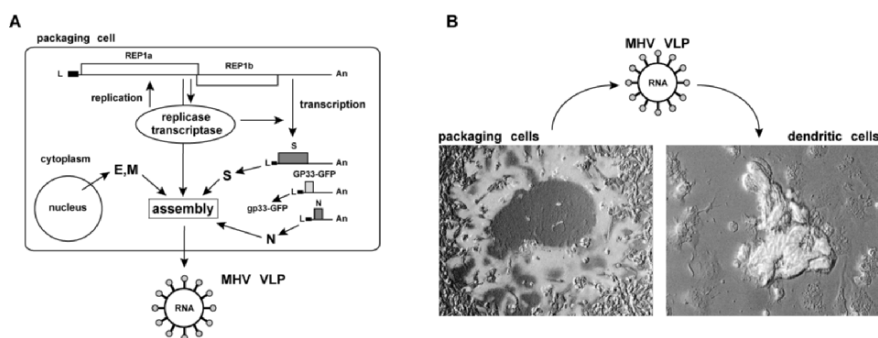 A
packaging cell
REP1a
L
REP1b
An
replication
transcription
replicase
transcriptase
S
cytoplasm
E,M
S
L
An
GP33-GFP
nucleus
assembly
L
An
gp33-GFP
N
N
L
An
MHV VLP
RNA
B
MHV VLP
RNA
packaging cells
dendritic cells